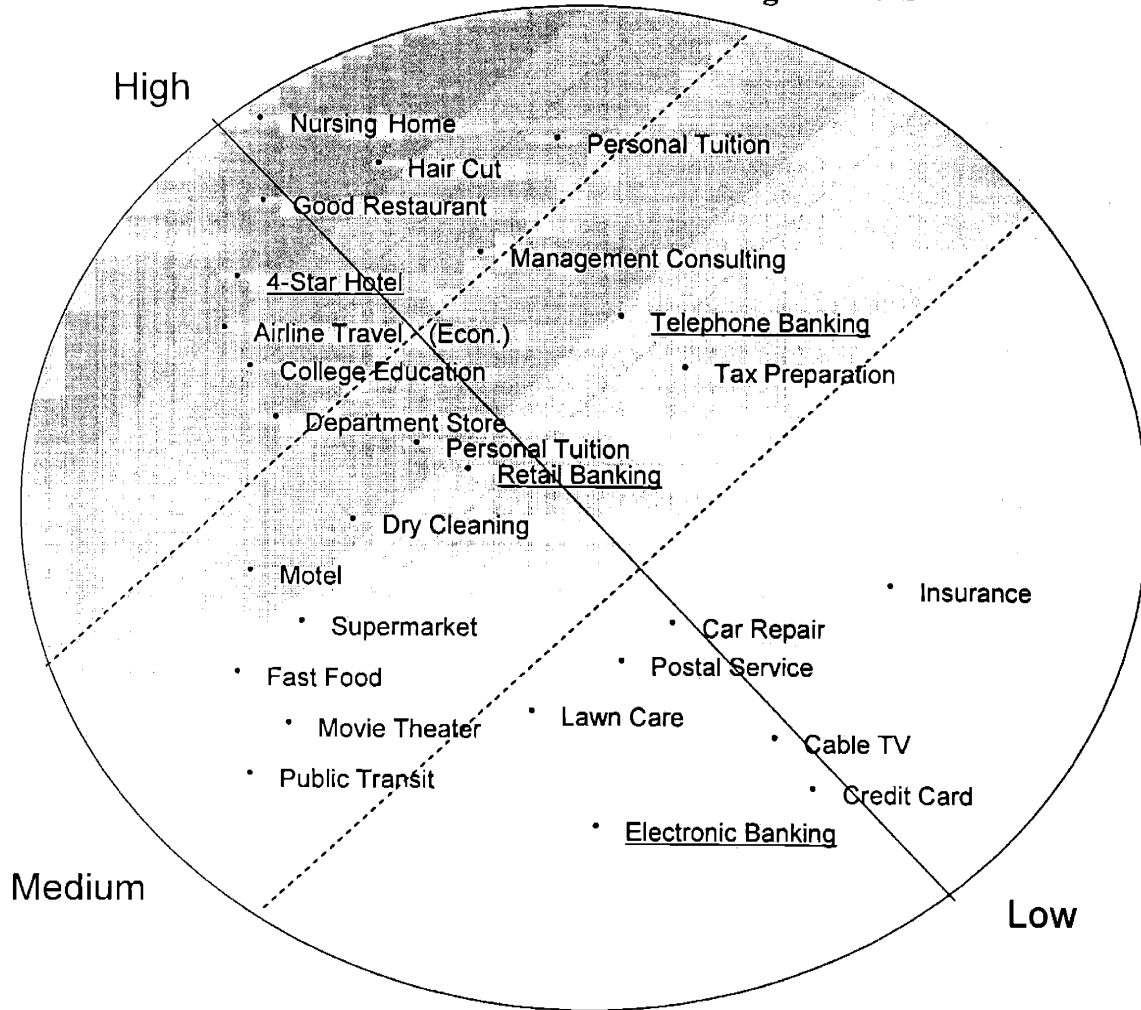 High
Nursing Home
Personal Tuition
Hair Cut
Good Restaurant
Management Consulting
4-Star Hotel
Telephone Banking
Airline Travel (Econ.)
College Education
Tax Preparation
Department Store
Personal Tuition
Retail Banking
Dry Cleaning
Motel
Insurance
Supermarket
Car Repair
Postal Service
Fast Food
Lawn Care
Movie Theater
Cable TV
Public Transit
Credit Card
Electronic Banking
Medium
Low